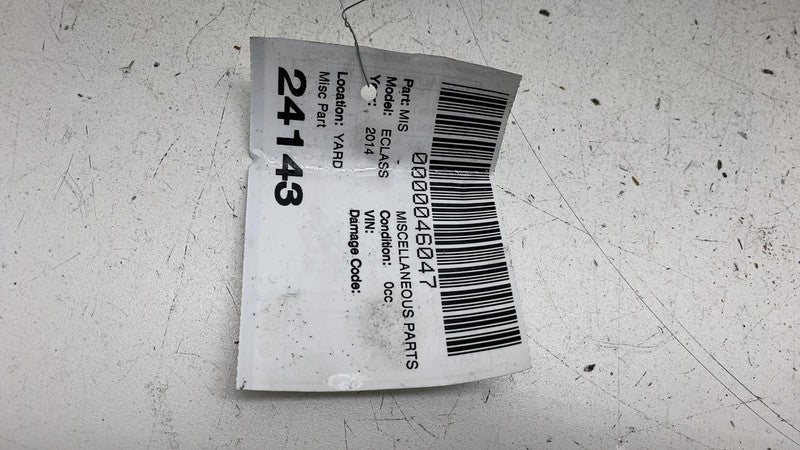 0000046047
Part: MIS - MISCELLANEOUS PARTS
Model: ECLASS Condition: 0cc
2014 VIN:
Damage Code:
Location: YARD
Misc Part
24143